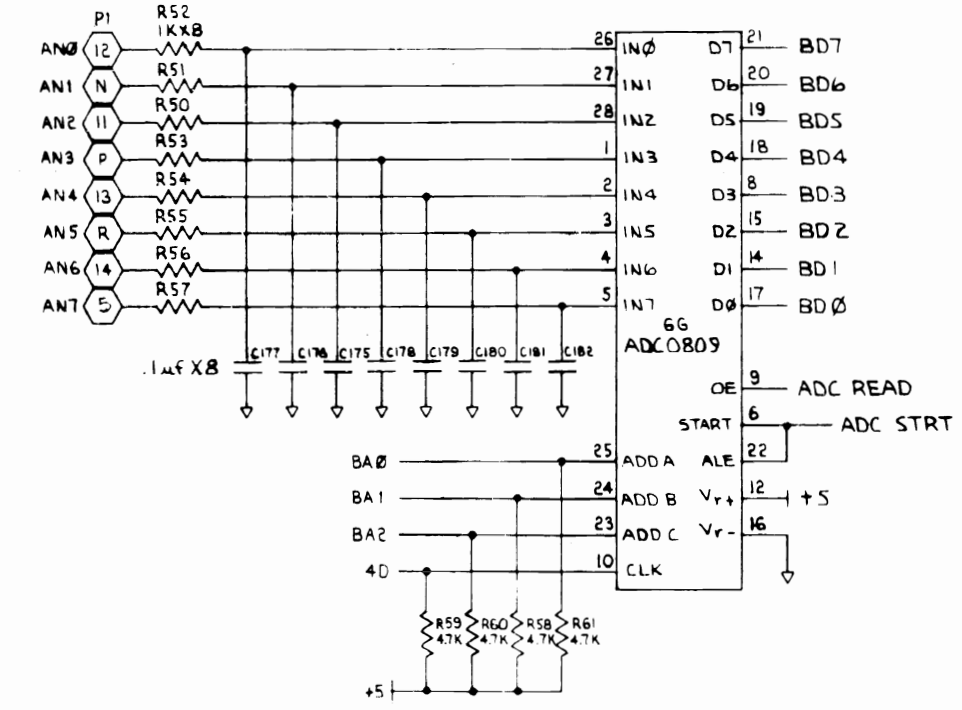 P1
R52
1KX8
AN0 12 26 IN0 D7 21 BD7
R51
AN1 N 27 IN1 D6 20 BD6
R50
AN2 11 28 IN2 D5 19 BD5
R53
AN3 P 1 IN3 D4 18 BD4
R54
AN4 13 2 IN4 D3 8 BD3
R55
AN5 R 3 IN5 D2 15 BD2
R56
AN6 14 4 IN6 D1 14 BD1
R57
AN7 5 5 IN7 D0 17 BD0
6G
ADC0809
.1uf X8 C177 C176 C175 C178 C179 C180 C181 C182
OE 9 ADC READ
START 6 ADC STRT
BA0 25 ADD A ALE 22
BA1 24 ADD B Vr+ 12 +5
BA2 23 ADD C Vr- 16
4D 10 CLK
R59 R60 R58 R61
4.7K 4.7K 4.7K 4.7K
+5